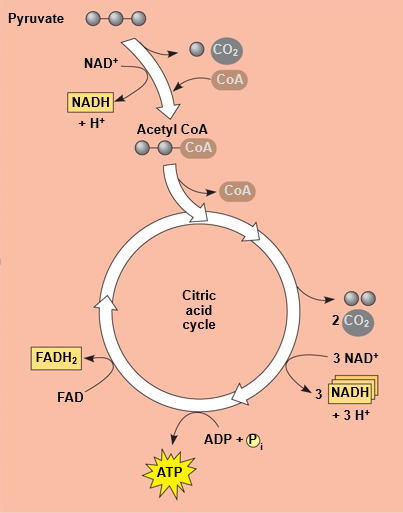 Pyruvate
CO2
NAD+
CoA
NADH
+ H+
Acetyl CoA
CoA
CoA
Citric
acid
cycle
2 CO2
3 NAD+
3 NADH
+ 3 H+
FADH2
FAD
ADP + Pi
ATP